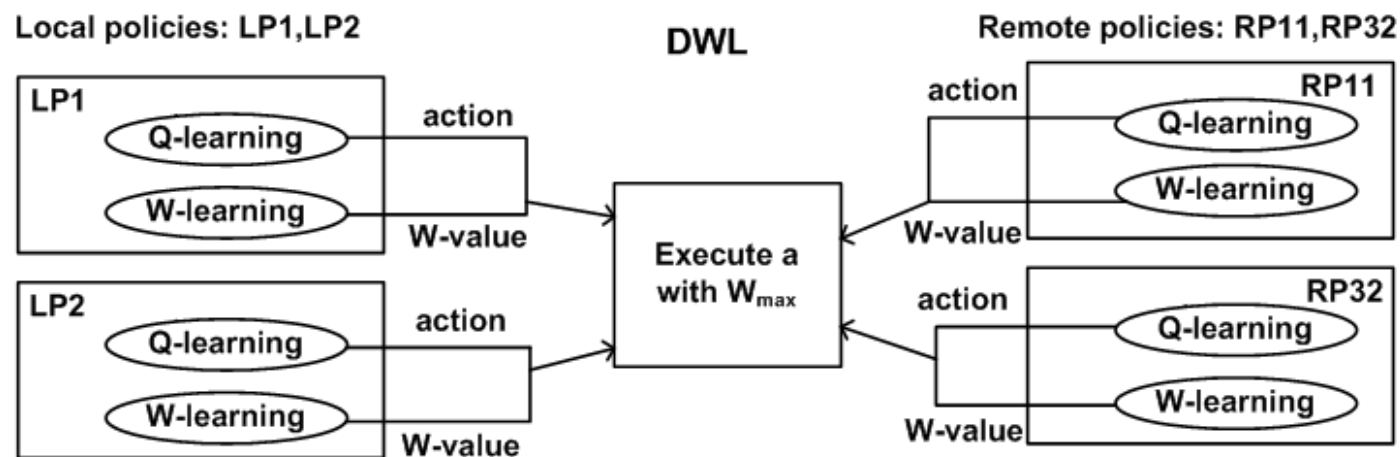 Local policies: LP1,LP2
DWL
Remote policies: RP11,RP32
LP1
Q-learning
W-learning
action
W-value
LP2
Q-learning
W-learning
action
W-value
Execute a
with Wmax
action
W-value
RP11
Q-learning
W-learning
action
W-value
RP32
Q-learning
W-learning